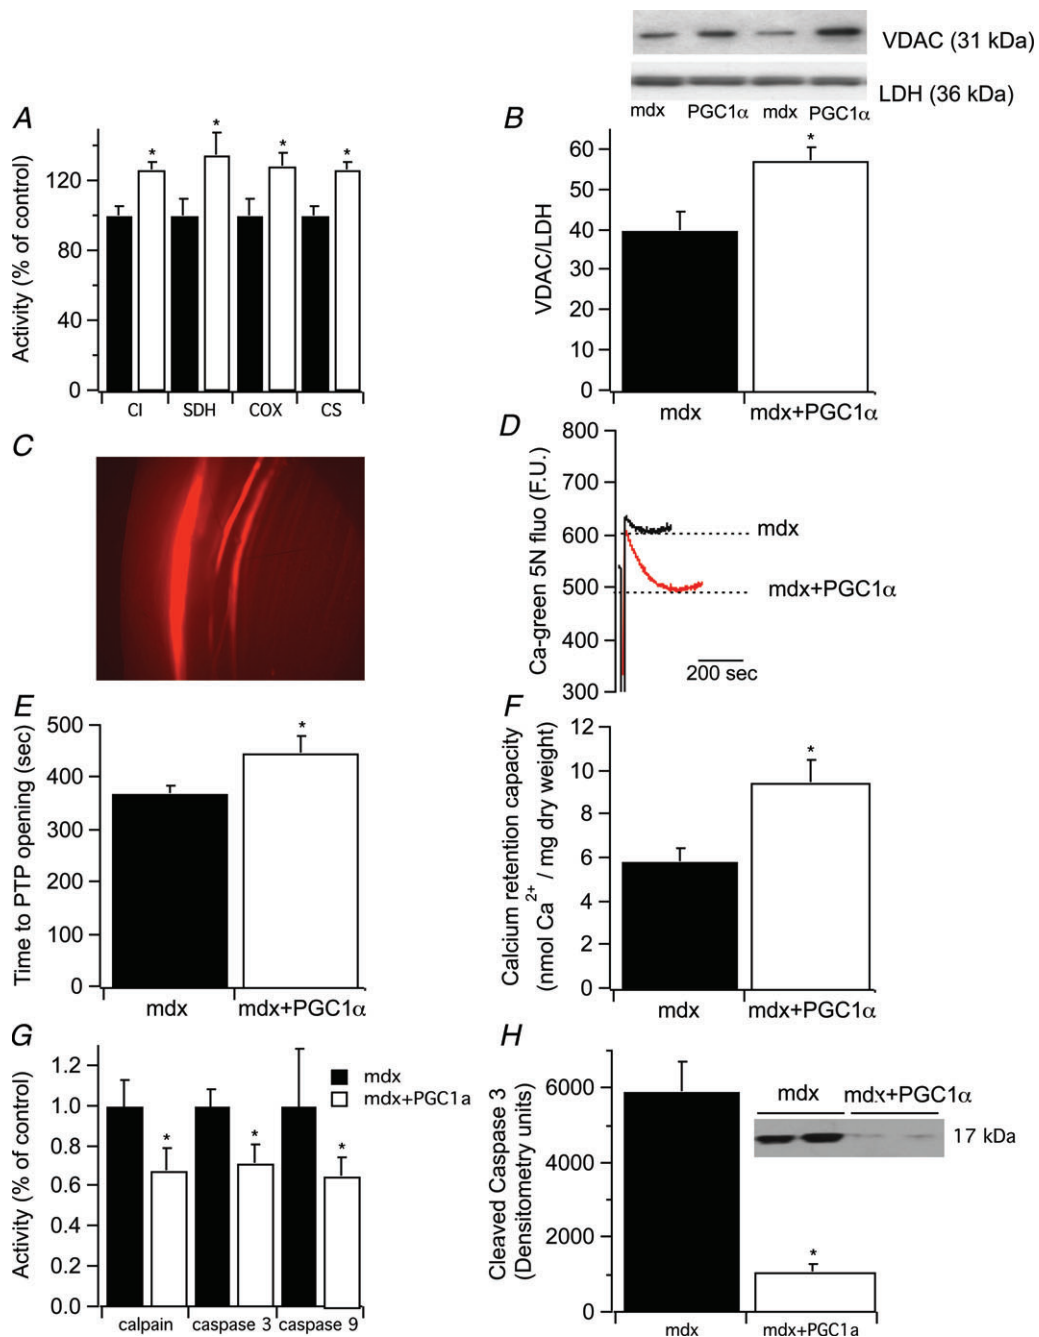 VDAC (31 kDa)
LDH (36 kDa)
mdx PGC1α mdx PGC1α
A
Activity (% of control)
120
80
40
0
*
*
*
*
CI SDH COX CS
B
VDAC/LDH
60
50
40
30
20
10
0
*
mdx mdx+PGC1α
C
D
Ca-green 5N fluo (F.U.)
800
700
600
500
400
300
mdx
mdx+PGC1α
200 sec
E
Time to PTP opening (sec)
500
400
300
200
100
0
*
mdx mdx+PGC1α
F
Calcium retention capacity
(nmol Ca2+ / mg dry weight)
12
10
8
6
4
2
0
*
mdx mdx+PGC1α
G
Activity (% of control)
1.2
1.0
0.8
0.6
0.4
0.2
0.0
mdx
mdx+PGC1a
*
*
*
calpain caspase 3 caspase 9
H
Cleaved Caspase 3
(Densitometry units)
6000
4000
2000
0
mdx mdx+PGC1α
17 kDa
*
mdx mdx+PGC1a